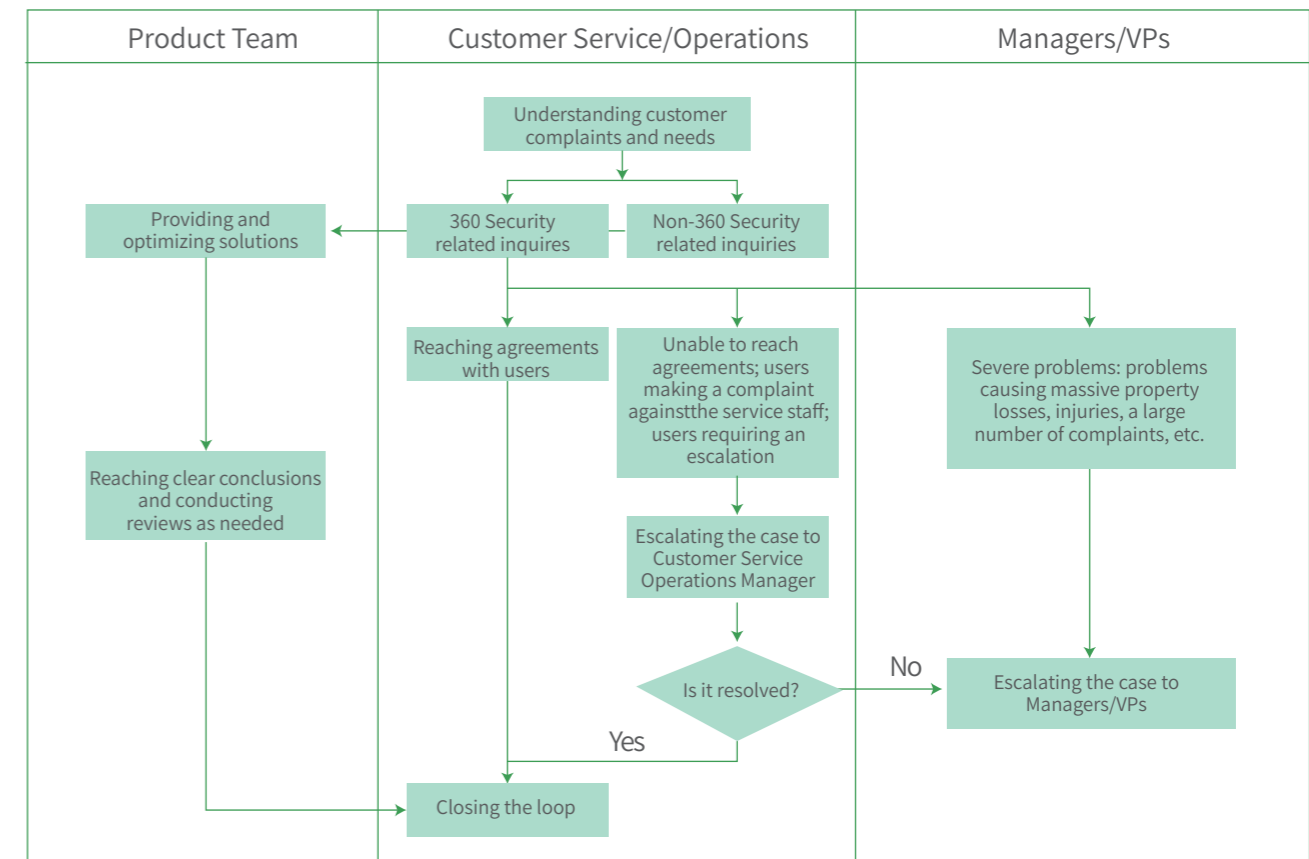 Product Team
Customer Service/Operations
Managers/VPs
Understanding customer
complaints and needs
Providing and
optimizing solutions
360 Security
related inquires
Non-360 Security
related inquiries
Reaching agreements
with users
Unable to reach
agreements; users
making a complaint
againstthe service staff;
users requiring an
escalation
Severe problems: problems
causing massive property
losses, injuries, a large
number of complaints, etc.
Reaching clear conclusions
and conducting
reviews as needed
Escalating the case to
Customer Service
Operations Manager
Is it resolved?
No
Escalating the case to
Managers/VPs
Yes
Closing the loop